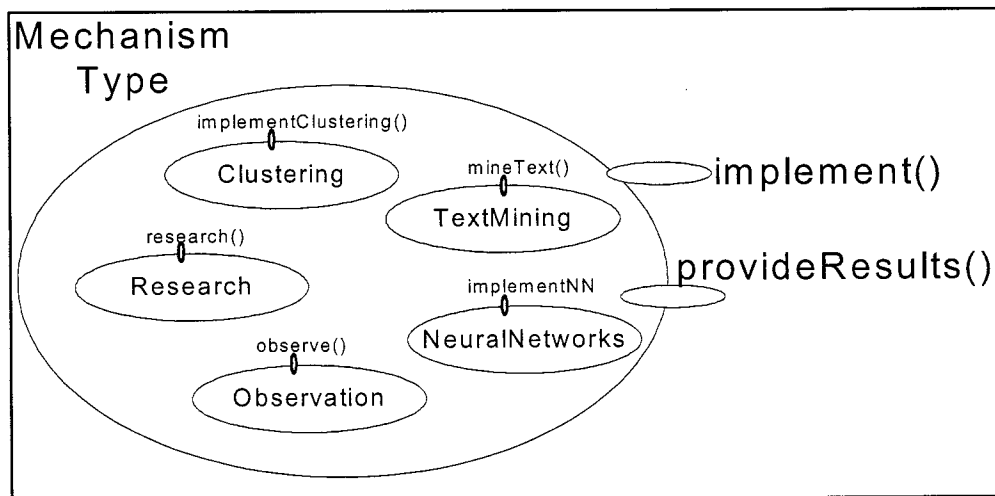 Mechanism
Type
implementClustering()
Clustering
mineText()
TextMining
implement()
research()
Research
provideResults()
implementNN
NeuralNetworks
observe()
Observation